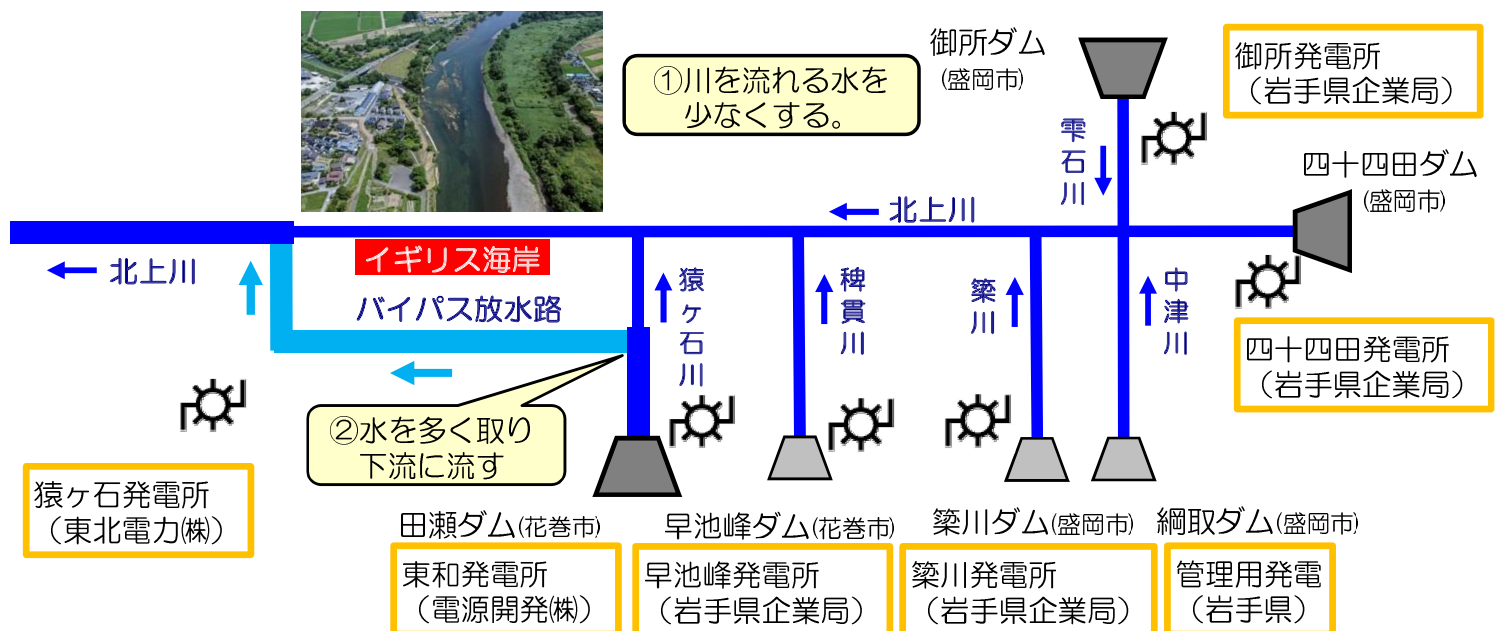 御所ダム
(盛岡市)
御所発電所
（岩手県企業局）
①川を流れる水を
少なくする。
雫石川
四十四田ダム
(盛岡市)
北上川
イギリス海岸
北上川
バイパス放水路
猿ヶ石川
稗貫川
簗川
中津川
四十四田発電所
（岩手県企業局）
②水を多く取り
下流に流す
猿ヶ石発電所
（東北電力㈱）
田瀬ダム(花巻市)
早池峰ダム(花巻市)
簗川ダム(盛岡市)
綱取ダム(盛岡市)
東和発電所
（電源開発㈱）
早池峰発電所
（岩手県企業局）
簗川発電所
（岩手県企業局）
管理用発電
（岩手県）